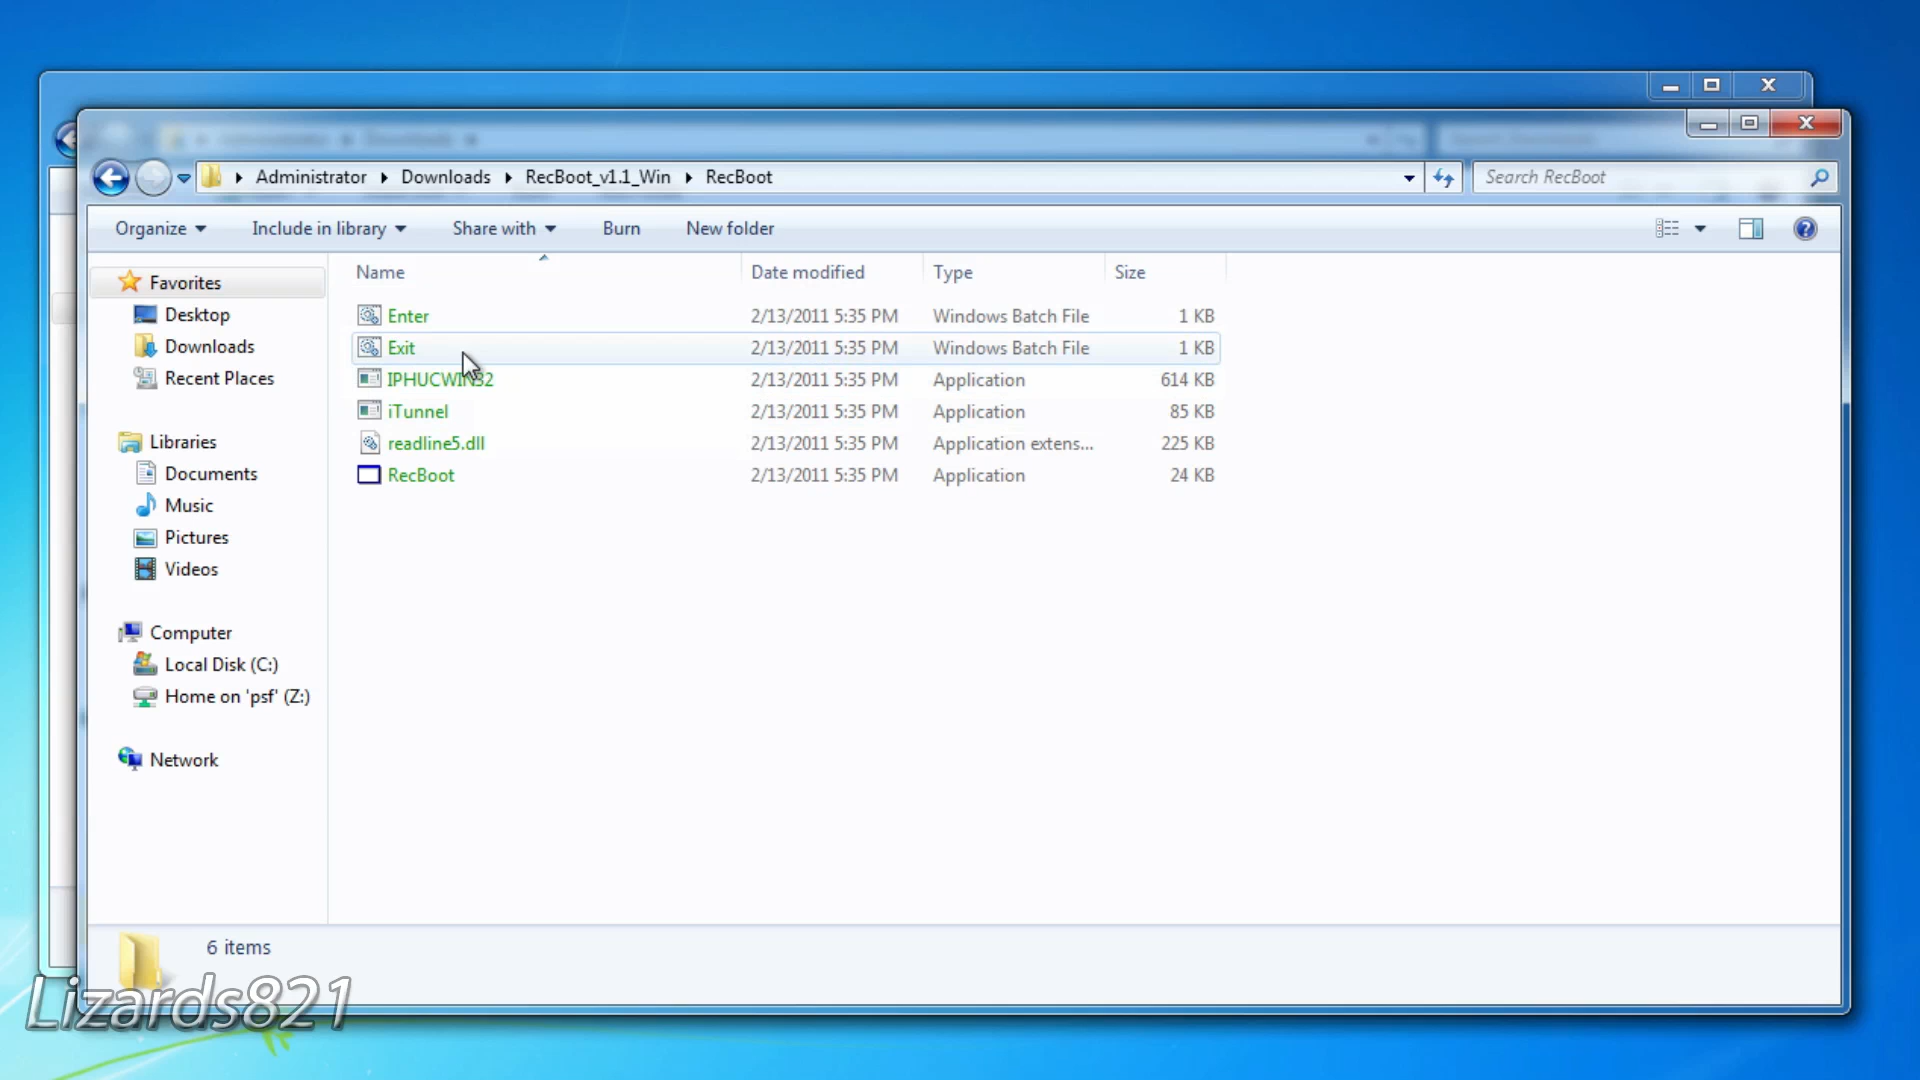 Administrator Downloads RecBoot_v1.1_Win RecBoot Search RecBoot
Organize Include in library Share with Burn New folder
Name Date modified Type Size
Favorites
Desktop
Downloads
Recent Places
Libraries
Documents
Music
Pictures
Videos
Computer
Local Disk (C:)
Home on 'psf' (Z:)
Network
Enter 2/13/2011 5:35 PM Windows Batch File 1 KB
Exit 2/13/2011 5:35 PM Windows Batch File 1 KB
IPHUCWIN32 2/13/2011 5:35 PM Application 614 KB
iTunnel 2/13/2011 5:35 PM Application 85 KB
readline5.dll 2/13/2011 5:35 PM Application extens... 225 KB
RecBoot 2/13/2011 5:35 PM Application 24 KB
6 items
Lizards821